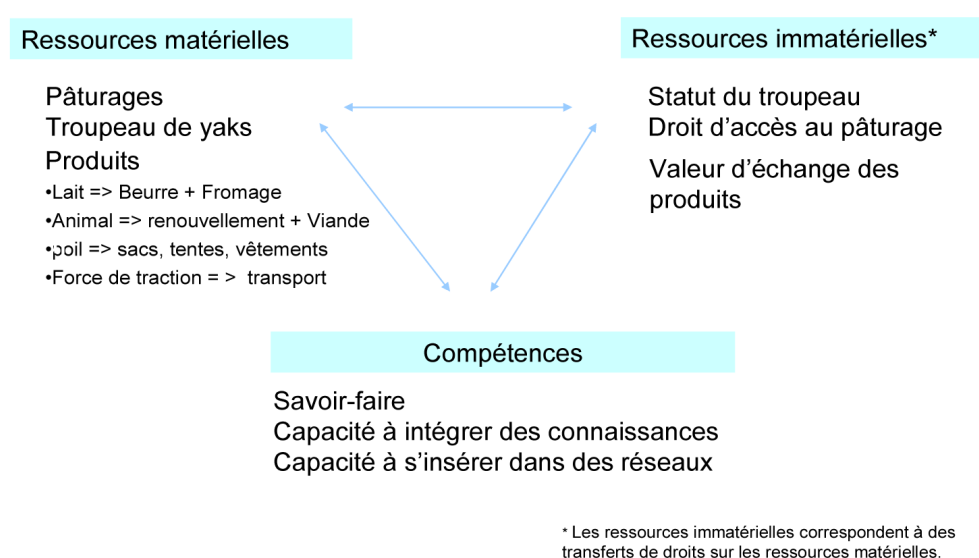 Ressources matérielles
Pâturages
Troupeau de yaks
Produits
•Lait => Beurre + Fromage
•Animal => renouvellement + Viande
•poil => sacs, tentes, vêtements
•Force de traction = > transport
Ressources immatérielles*
Statut du troupeau
Droit d’accès au pâturage
Valeur d’échange des
produits
Compétences
Savoir-faire
Capacité à intégrer des connaissances
Capacité à s’insérer dans des réseaux
* Les ressources immatérielles correspondent à des
transferts de droits sur les ressources matérielles.